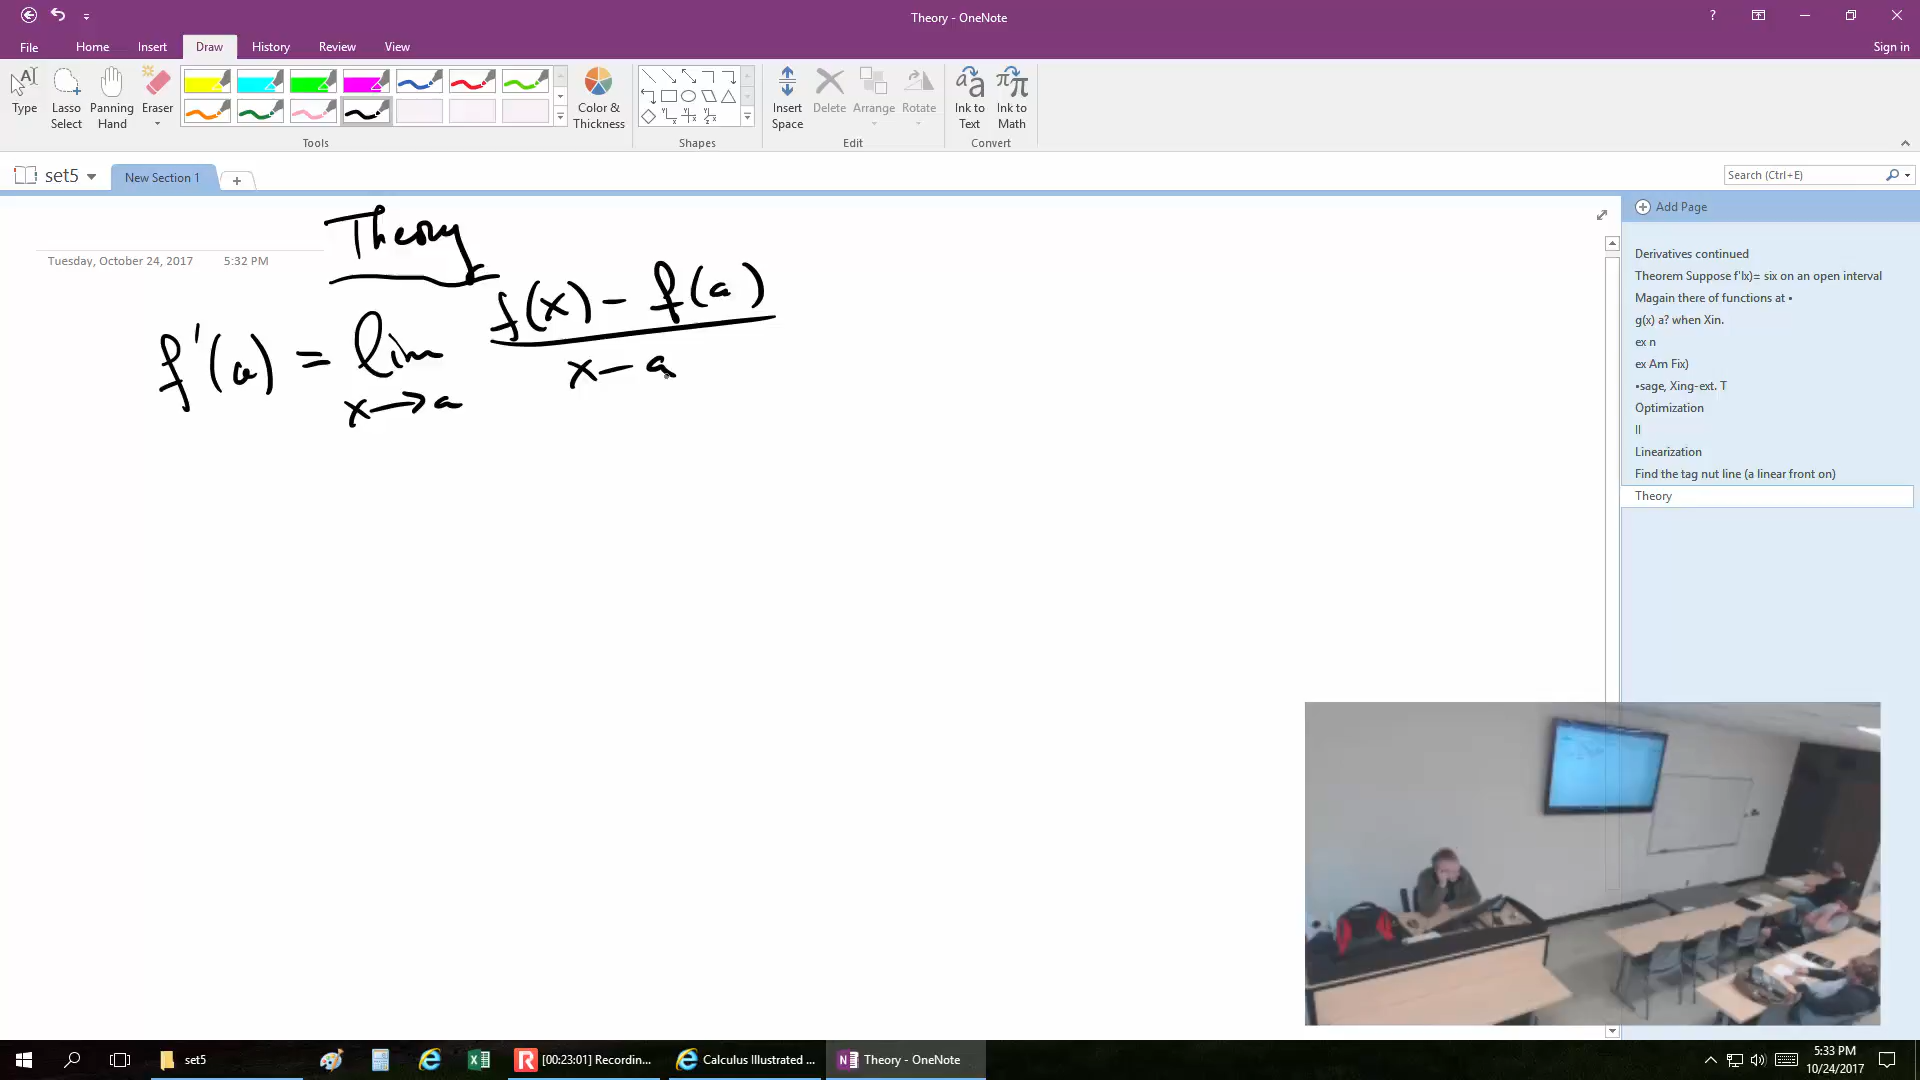 Theory - OneNote
?
File
Home
Insert
Draw
History
Review
View
Sign in
Type
Lasso Select
Panning Hand
Eraser
Color & Thickness
Insert Space
Delete
Arrange
Rotate
Ink to Text
Ink to Math
Tools
Shapes
Edit
Convert
set5
New Section 1
Search (Ctrl+E)
Theory
Tuesday, October 24, 2017 5:32 PM
f'(a) = lim x→a (f(x) - f(a)) / (x - a)
Add Page
Derivatives continued
Theorem Suppose f'lx)= six on an open interval
Magain there of functions at •
g(x) a? when Xin.
ex n
ex Am Fix)
•sage, Xing-ext. T
Optimization
ll
Linearization
Find the tag nut line (a linear front on)
Theory
set5
[00:23:01] Recordin...
Calculus Illustrated ...
Theory - OneNote
5:33 PM
10/24/2017